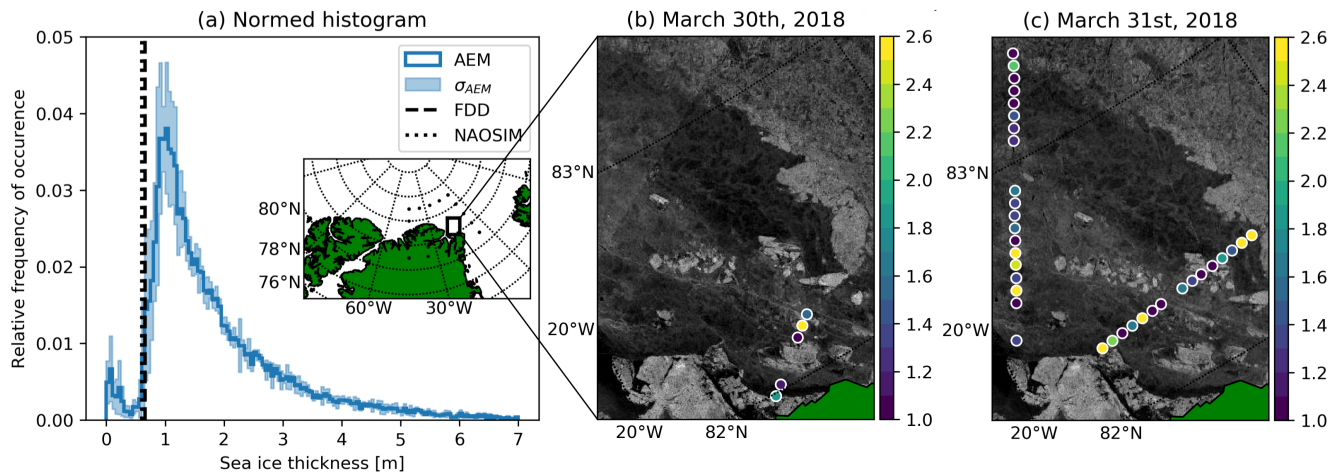 (a) Normed histogram
0.05
0.04
0.03
0.02
0.01
0.00
Relative frequency of occurrence
0 1 2 3 4 5 6 7
Sea ice thickness [m]
AEM
σAEM
FDD
NAOSIM
80°N
78°N
76°N
60°W 30°W
(b) March 30th, 2018
83°N
20°W
20°W 82°N
2.6
2.4
2.2
2.0
1.8
1.6
1.4
1.2
1.0
(c) March 31st, 2018
83°N
20°W
20°W 82°N
2.6
2.4
2.2
2.0
1.8
1.6
1.4
1.2
1.0